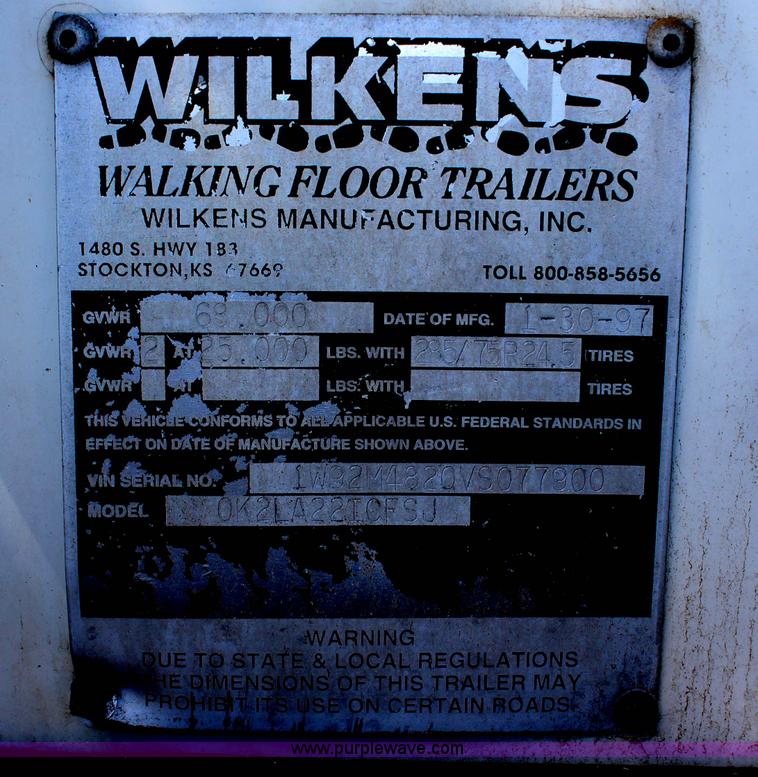 WILKENS
WALKING FLOOR TRAILERS
WILKENS MANUFACTURING, INC.
1480 S. HWY 183
STOCKTON,KS 67669 TOLL 800-858-5656
GVWR 68.000 DATE OF MFG. 1-30-97
GVWR 2 AT 25.000 LBS. WITH 285/75R24.5 TIRES
GVWR AT LBS. WITH TIRES
THIS VEHICLE CONFORMS TO ALL APPLICABLE U.S. FEDERAL STANDARDS IN
EFFECT ON DATE OF MANUFACTURE SHOWN ABOVE.
VIN SERIAL NO.
MODEL
WARNING
DUE TO STATE & LOCAL REGULATIONS
THE DIMENSIONS OF THIS TRAILER MAY
PROHIBIT ITS USE ON CERTAIN ROADS
www.purplewave.com